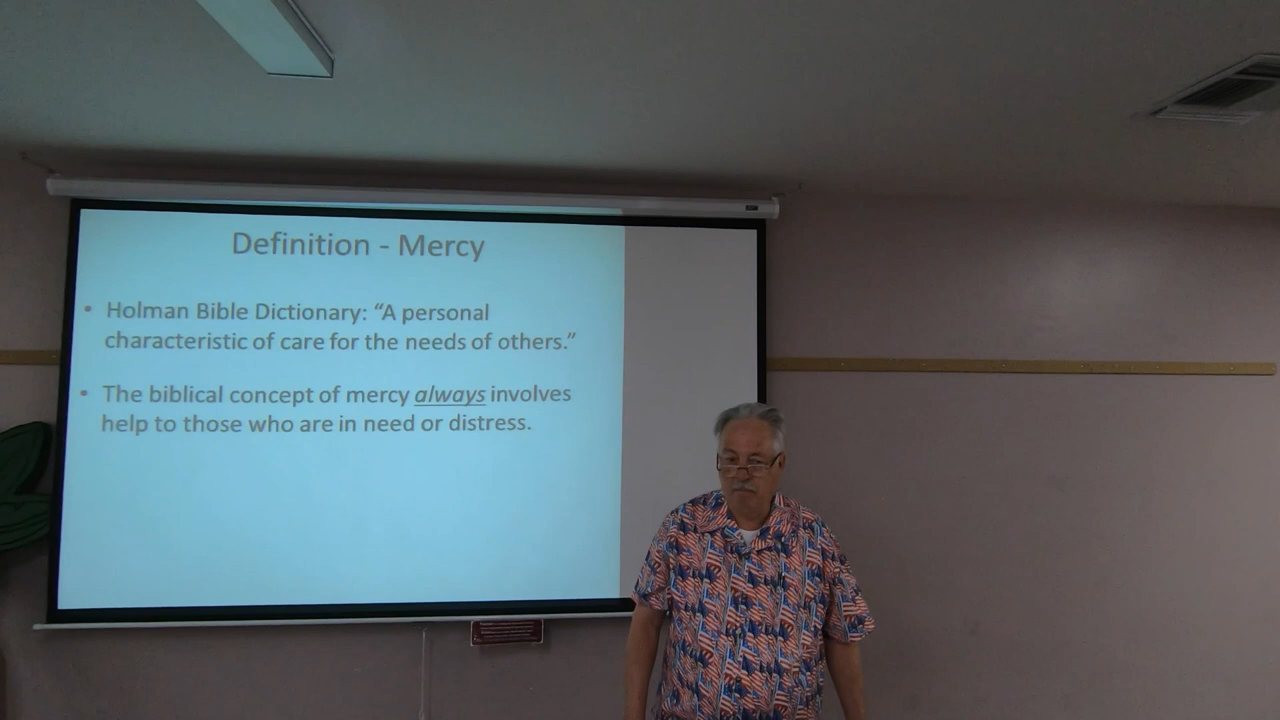 Definition - Mercy
• Holman Bible Dictionary: “A personal
characteristic of care for the needs of others.”
• The biblical concept of mercy always involves
help to those who are in need or distress.